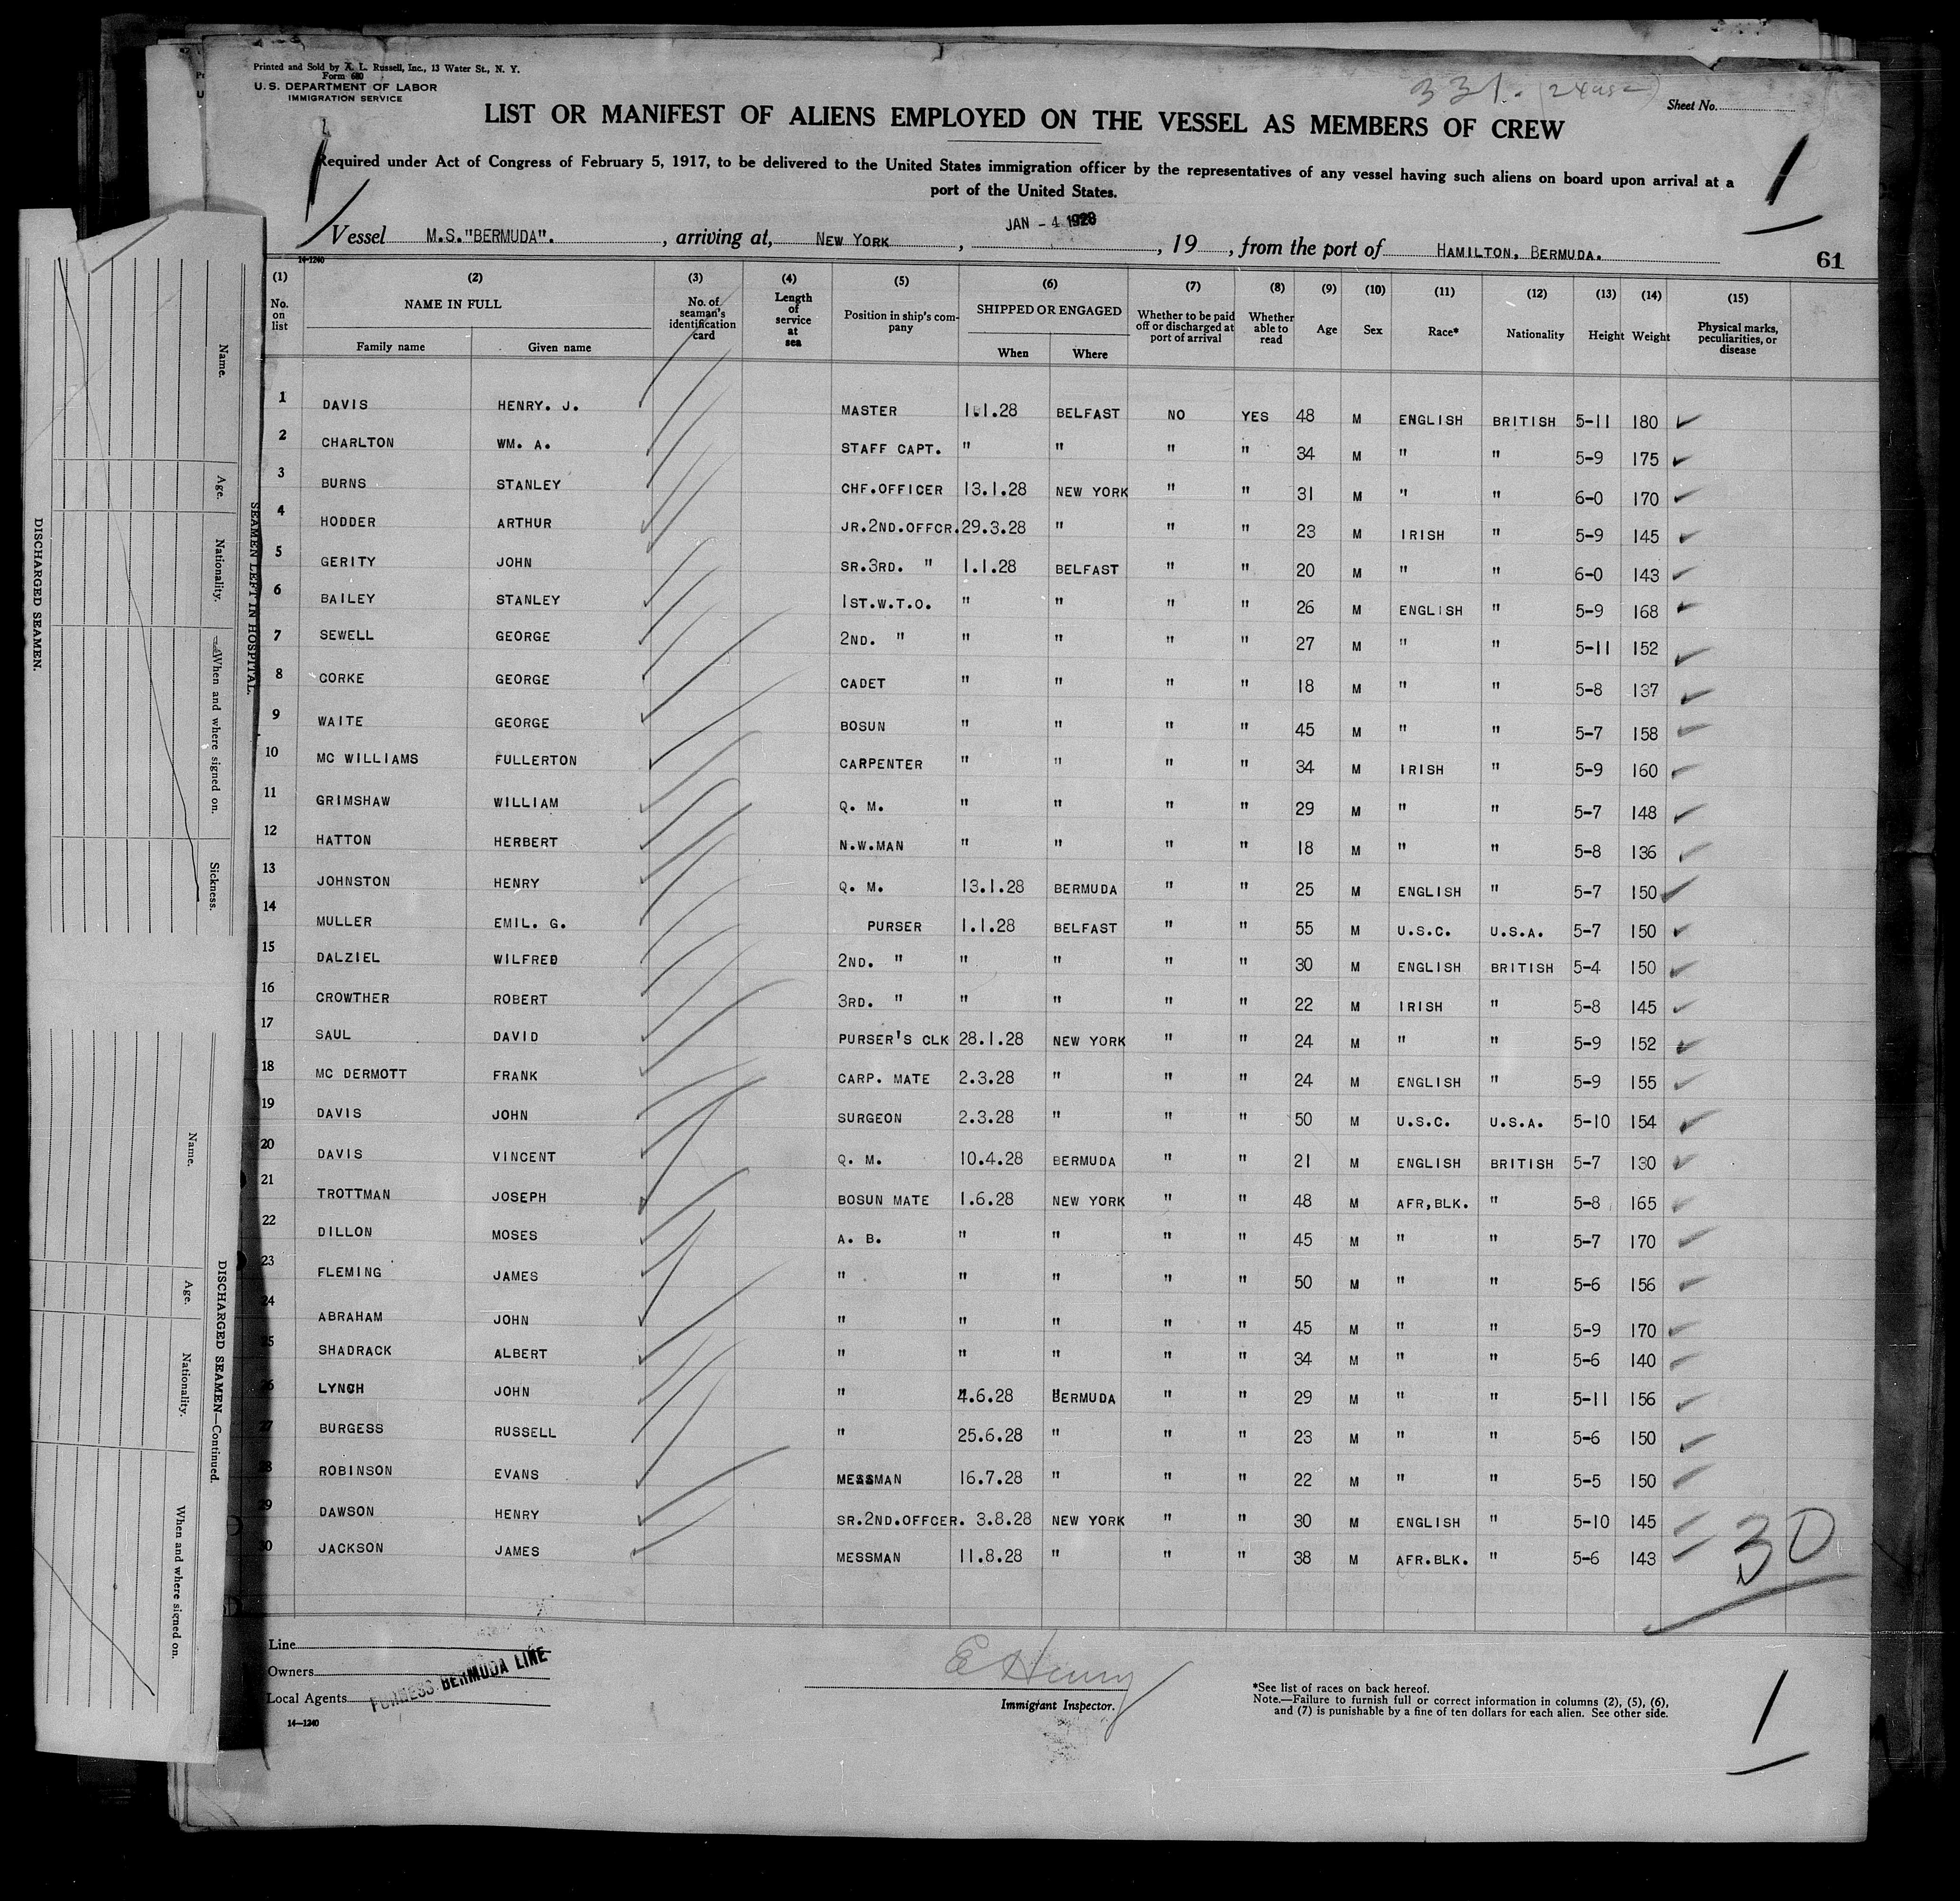 Printed and Sold by A. L. Russell, Inc., 13 Water St., N. Y.
Form 680
U.S. DEPARTMENT OF LABOR
IMMIGRATION SERVICE
331.
Sheet No.
LIST OR MANIFEST OF ALIENS EMPLOYED ON THE VESSEL AS MEMBERS OF CREW
Required under Act of Congress of February 5, 1917, to be delivered to the United States immigration officer by the representatives of any vessel having such aliens on board upon arrival at a
port of the United States.
Vessel M.S."BERMUDA". , arriving at, NEW YORK , JAN - 4 , 19 , from the port of HAMILTON, BERMUDA.
61
14-1240
(1) No. on list (2) NAME IN FULL Family name Given name (3) No. of seaman's identification card (4) Length of service at sea (5) Position in ship's company (6) SHIPPED OR ENGAGED When Where (7) Whether to be paid off or discharged at port of arrival (8) Whether able to read (9) Age (10) Sex (11) Race* (12) Nationality (13) Height (14) Weight (15) Physical marks, peculiarities, or disease
1 DAVIS HENRY. J. MASTER 1.1.28 BELFAST NO YES 48 M ENGLISH BRITISH 5-11 180
2 CHARLTON WM. A. STAFF CAPT. " " " " 34 M " " 5-9 175
3 BURNS STANLEY CHF.OFFICER 13.1.28 NEW YORK " " 31 M " " 6-0 170
4 HODDER ARTHUR JR.2ND.OFFCR. 29.3.28 " " " 23 M IRISH " 5-9 145
5 GERITY JOHN SR.3RD. " 1.1.28 BELFAST " " 20 M " " 6-0 143
6 BAILEY STANLEY 1ST.W.T.O. " " " " 26 M ENGLISH " 5-9 168
7 SEWELL GEORGE 2ND. " " " " " 27 M " " 5-11 152
8 CORKE GEORGE CADET " " " " 18 M " " 5-8 137
9 WAITE GEORGE BOSUN " " " " 45 M " " 5-7 158
10 MC WILLIAMS FULLERTON CARPENTER " " " " 34 M IRISH " 5-9 160
11 GRIMSHAW WILLIAM Q. M. " " " " 29 M " " 5-7 148
12 HATTON HERBERT N.W.MAN " " " " 18 M " " 5-8 136
13 JOHNSTON HENRY Q. M. 13.1.28 BERMUDA " " 25 M ENGLISH " 5-7 150
14 MULLER EMIL. G. PURSER 1.1.28 BELFAST " " 55 M U.S.C. U.S.A. 5-7 150
15 DALZIEL WILFRED 2ND. " " " " " 30 M ENGLISH BRITISH 5-4 150
16 CROWTHER ROBERT 3RD. " " " " " 22 M IRISH " 5-8 145
17 SAUL DAVID PURSER'S CLK 28.1.28 NEW YORK " " 24 M " " 5-9 152
18 MC DERMOTT FRANK CARP. MATE 2.3.28 " " " 24 M ENGLISH " 5-9 155
19 DAVIS JOHN SURGEON 2.3.28 " " " 50 M U.S.C. U.S.A. 5-10 154
20 DAVIS VINCENT Q. M. 10.4.28 BERMUDA " " 21 M ENGLISH BRITISH 5-7 130
21 TROTTMAN JOSEPH BOSUN MATE 1.6.28 NEW YORK " " 48 M AFR,BLK. " 5-8 165
22 DILLON MOSES A. B. " " " " 45 M " " 5-7 170
23 FLEMING JAMES " " " " " 50 M " " 5-6 156
24 ABRAHAM JOHN " " " " " 45 M " " 5-9 170
25 SHADRACK ALBERT " " " " " 34 M " " 5-6 140
26 LYNCH JOHN " 4.6.28 BERMUDA " " 29 M " " 5-11 156
27 BURGESS RUSSELL " 25.6.28 " " " 23 M " " 5-6 150
28 ROBINSON EVANS MESSMAN 16.7.28 " " " 22 M " " 5-5 150
29 DAWSON HENRY SR.2ND.OFFCER. 3.8.28 NEW YORK " " 30 M ENGLISH " 5-10 145
30 JACKSON JAMES MESSMAN 11.8.28 " " " 38 M AFR.BLK. " 5-6 143
30
Line
Owners
Local Agents
FURNESS BERMUDA LINE
14—1240
E Henry
Immigrant Inspector.
*See list of races on back hereof.
Note.—Failure to furnish full or correct information in columns (2), (5), (6),
and (7) is punishable by a fine of ten dollars for each alien. See other side.
SEAMEN LEFT IN HOSPITAL.
Name. Age. Nationality. When and where signed on. Sickness.
DISCHARGED SEAMEN.
DISCHARGED SEAMEN—Continued.
Name. Age. Nationality. When and where signed on.